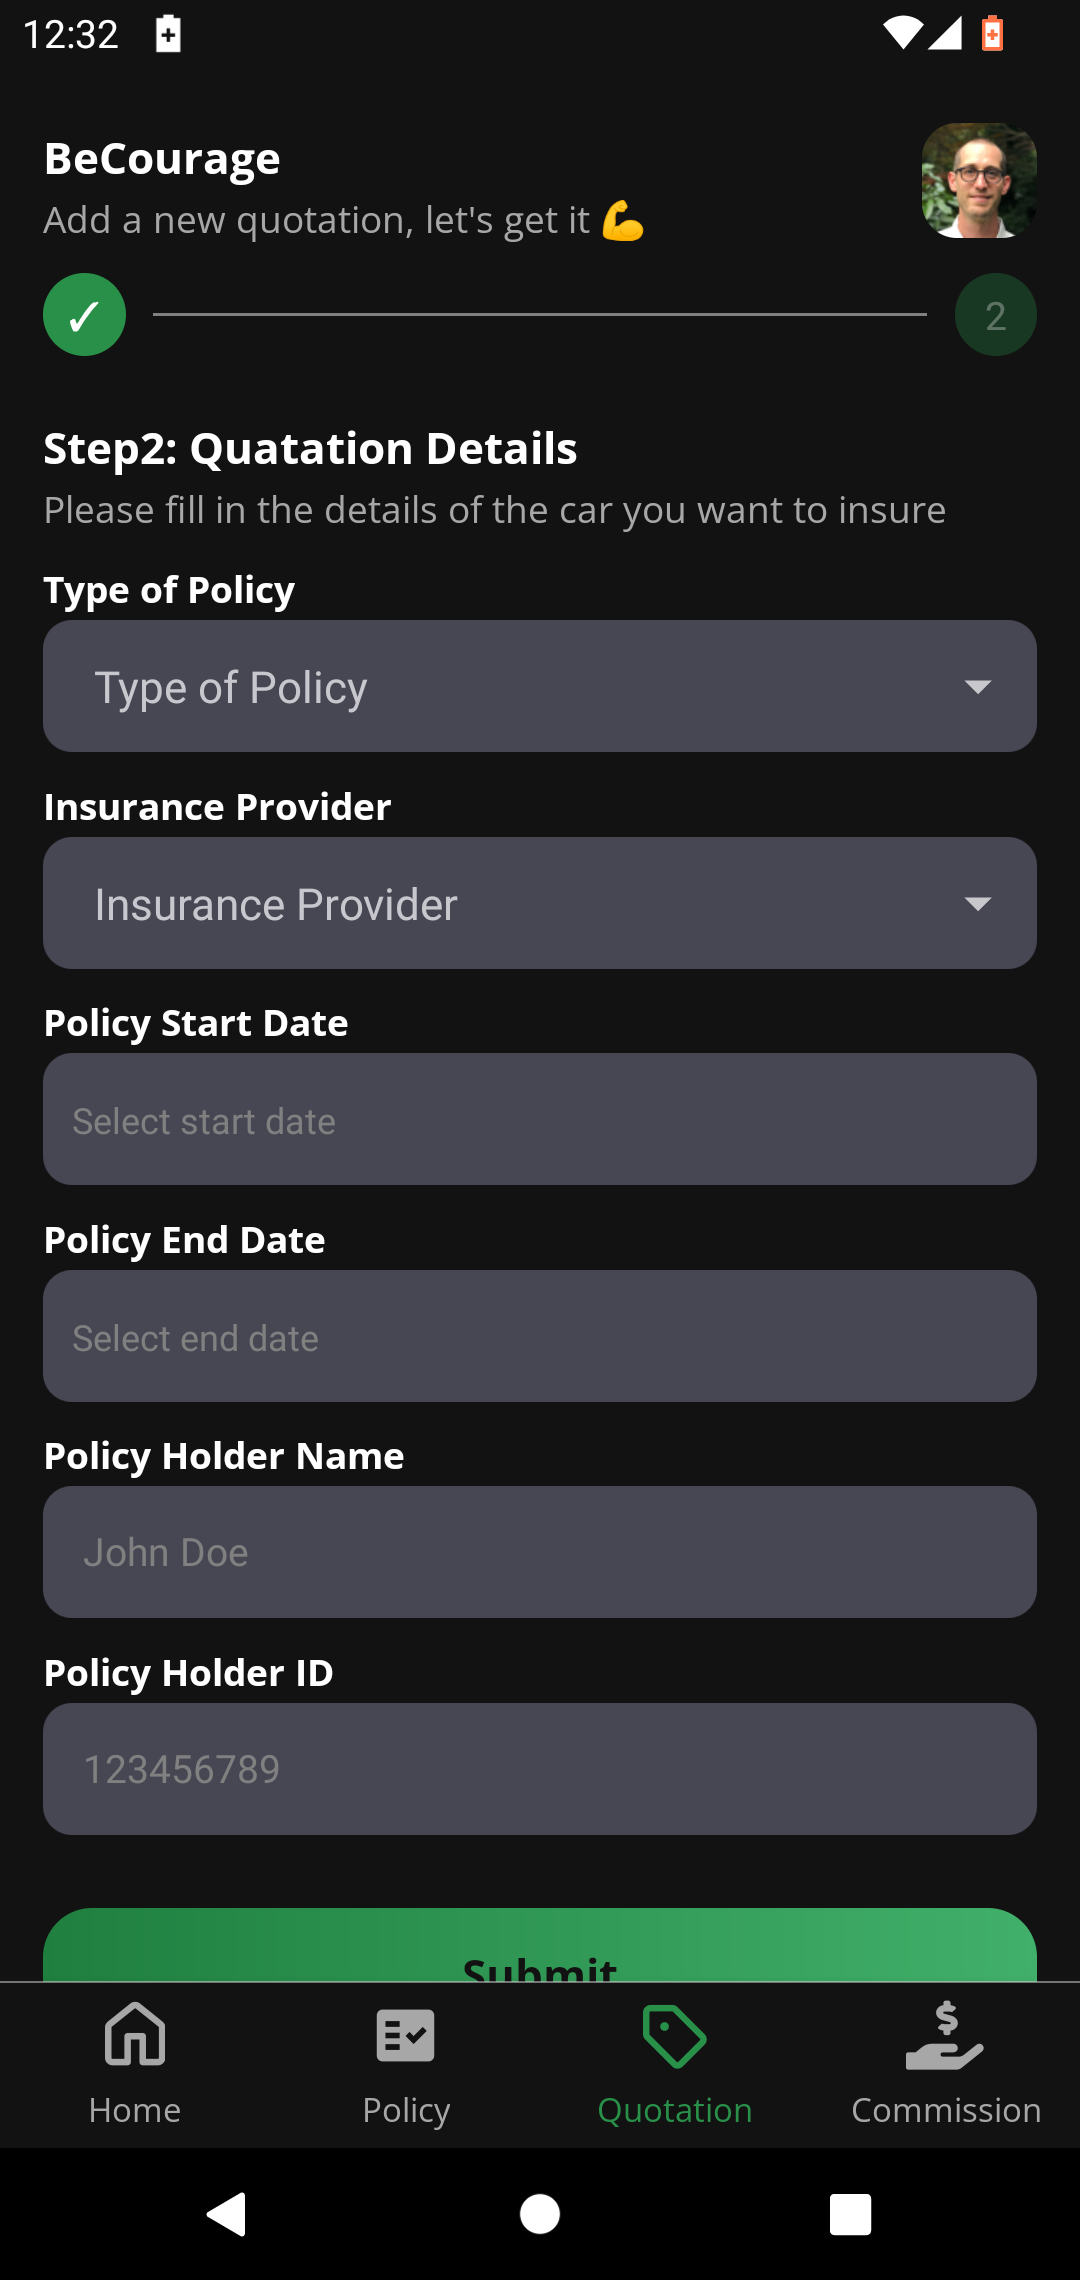 12:32
BeCourage
Add a new quotation, let's get it 💪
✓
2
Step2: Quatation Details
Please fill in the details of the car you want to insure
Type of Policy
Type of Policy
Insurance Provider
Insurance Provider
Policy Start Date
Select start date
Policy End Date
Select end date
Policy Holder Name
John Doe
Policy Holder ID
123456789
Submit
Home
Policy
Quotation
Commission